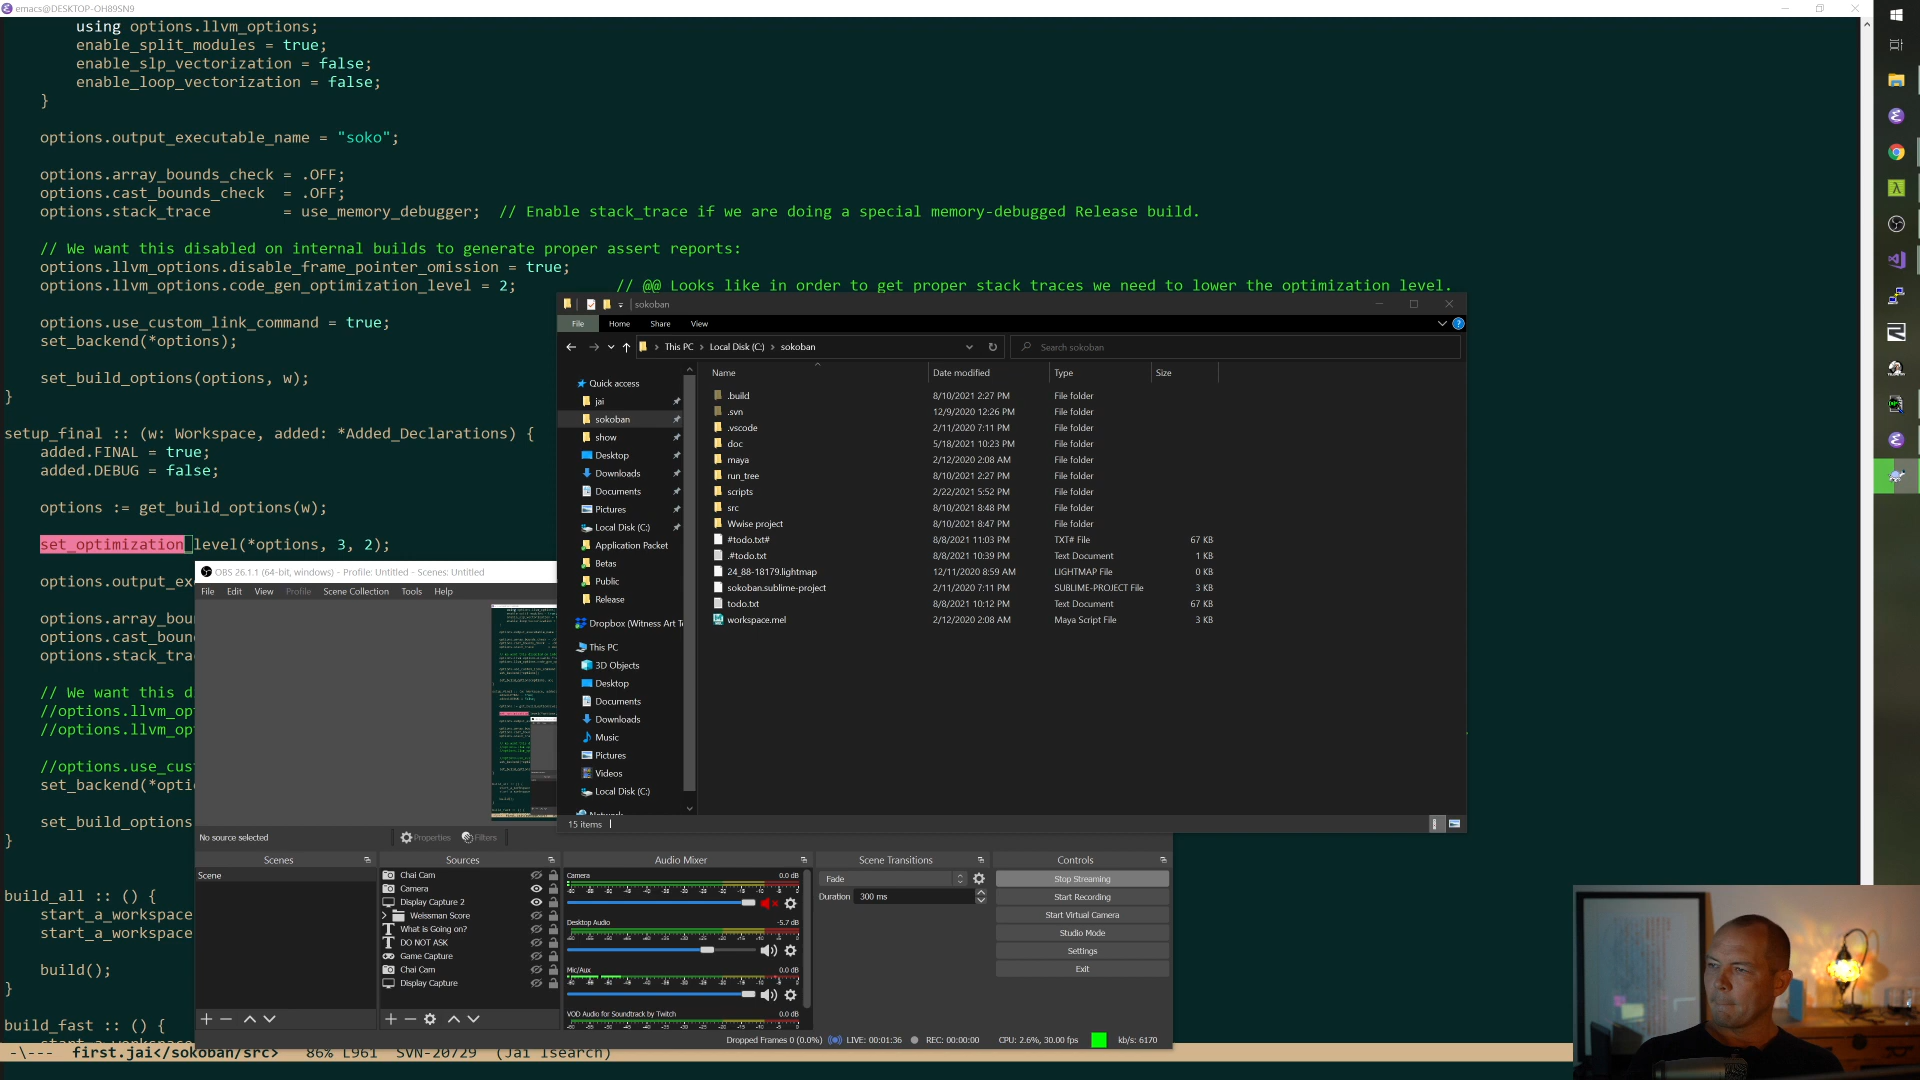 emacs@DESKTOP-OH89SN9
using options.llvm_options;
enable_split_modules = true;
enable_slp_vectorization = false;
enable_loop_vectorization = false;
}
options.output_executable_name = "soko";
options.array_bounds_check = .OFF;
options.cast_bounds_check  = .OFF;
options.stack_trace        = use_memory_debugger;  // Enable stack_trace if we are doing a special memory-debugged Release build.
// We want this disabled on internal builds to generate proper assert reports:
options.llvm_options.disable_frame_pointer_omission = true;
options.llvm_options.code_gen_optimization_level = 2;           // @@ Looks like in order to get proper stack traces we need to lower the optimization level.
options.use_custom_link_command = true;
set_backend(*options);
set_build_options(options, w);
}
setup_final :: (w: Workspace, added: *Added_Declarations) {
added.FINAL = true;
added.DEBUG = false;
options := get_build_options(w);
set_optimization_level(*options, 3, 2);
options.output_ex
options.array_bou
options.cast_boun
options.stack_tra
// We want this d
//options.llvm_op
//options.llvm_op
//options.use_cus
set_backend(*opti
set_build_options
}
build_all :: () {
start_a_workspace
start_a_workspace
build();
}
build_fast :: () {
-\---  first.jai</sokoban/src>   86% L961  SVN-20729  (Jai Isearch)
sokoban
File Home Share View
This PC > Local Disk (C:) > sokoban
Search sokoban
Quick access
jai
sokoban
show
Desktop
Downloads
Documents
Pictures
Local Disk (C:)
Application Packet
Betas
Public
Release
Dropbox (Witness Art Te
This PC
3D Objects
Desktop
Documents
Downloads
Music
Pictures
Videos
Local Disk (C:)
Name Date modified Type Size
.build 8/10/2021 2:27 PM File folder
.svn 12/9/2020 12:26 PM File folder
.vscode 2/11/2020 7:11 PM File folder
doc 5/18/2021 10:23 PM File folder
maya 2/12/2020 2:08 AM File folder
run_tree 8/10/2021 2:27 PM File folder
scripts 2/22/2021 5:52 PM File folder
src 8/10/2021 8:48 PM File folder
Wwise project 8/10/2021 8:47 PM File folder
#todo.txt# 8/8/2021 11:03 PM TXT# File 67 KB
.#todo.txt 8/8/2021 10:39 PM Text Document 1 KB
24_88-18179.lightmap 12/11/2020 8:59 AM LIGHTMAP File 0 KB
sokoban.sublime-project 2/11/2020 7:11 PM SUBLIME-PROJECT File 3 KB
todo.txt 8/8/2021 10:12 PM Text Document 67 KB
workspace.mel 2/12/2020 2:08 AM Maya Script File 3 KB
15 items
OBS 26.1.1 (64-bit, windows) - Profile: Untitled - Scenes: Untitled
File Edit View Profile Scene Collection Tools Help
No source selected
Properties Filters
Scenes
Scene
Sources
Chai Cam
Camera
Display Capture 2
Weissman Score
What is Going on?
DO NOT ASK
Game Capture
Chai Cam
Display Capture
Audio Mixer
Camera 0.0 dB
Desktop Audio -5.7 dB
Mic/Aux 0.0 dB
VOD Audio for Soundtrack by Twitch 0.0 dB
Scene Transitions
Fade
Duration 300 ms
Controls
Stop Streaming
Start Recording
Start Virtual Camera
Studio Mode
Settings
Exit
Dropped Frames 0 (0.0%) LIVE: 00:01:36 REC: 00:00:00 CPU: 2.6%, 30.00 fps kb/s: 6170